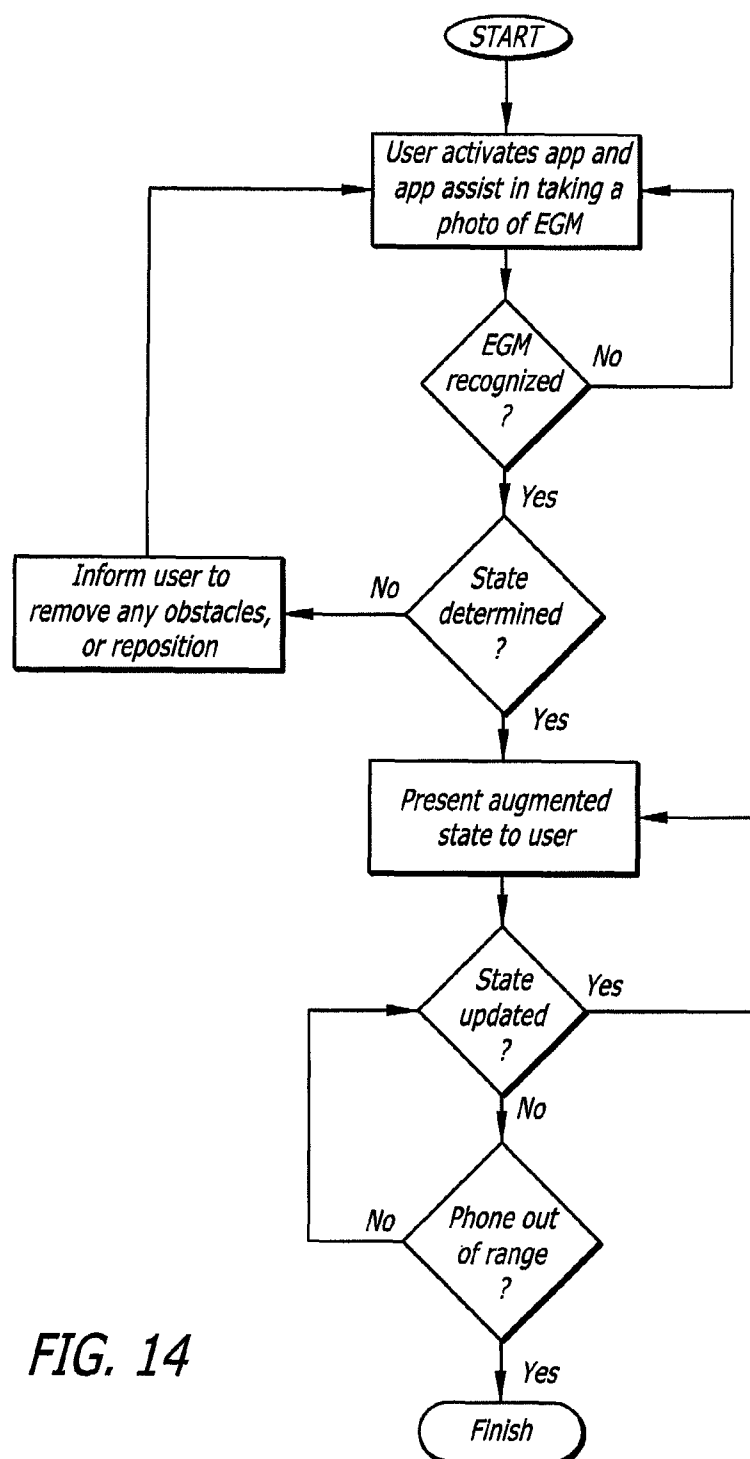 START
User activates app and
app assist in taking a
photo of EGM
EGM
recognized
?
No
Yes
Inform user to
remove any obstacles,
or reposition
No
State
determined
?
Yes
Present augmented
state to user
State
updated
?
Yes
No
No
Phone out
of range
?
Yes
Finish
FIG. 14